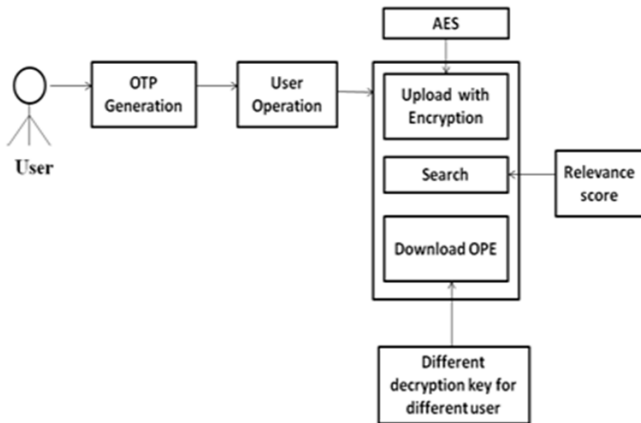 AES
OTP
Generation
User
Operation
Upload with
Encryption
User
Search
Relevance
score
Download OPE
Different
decryption key for
different user